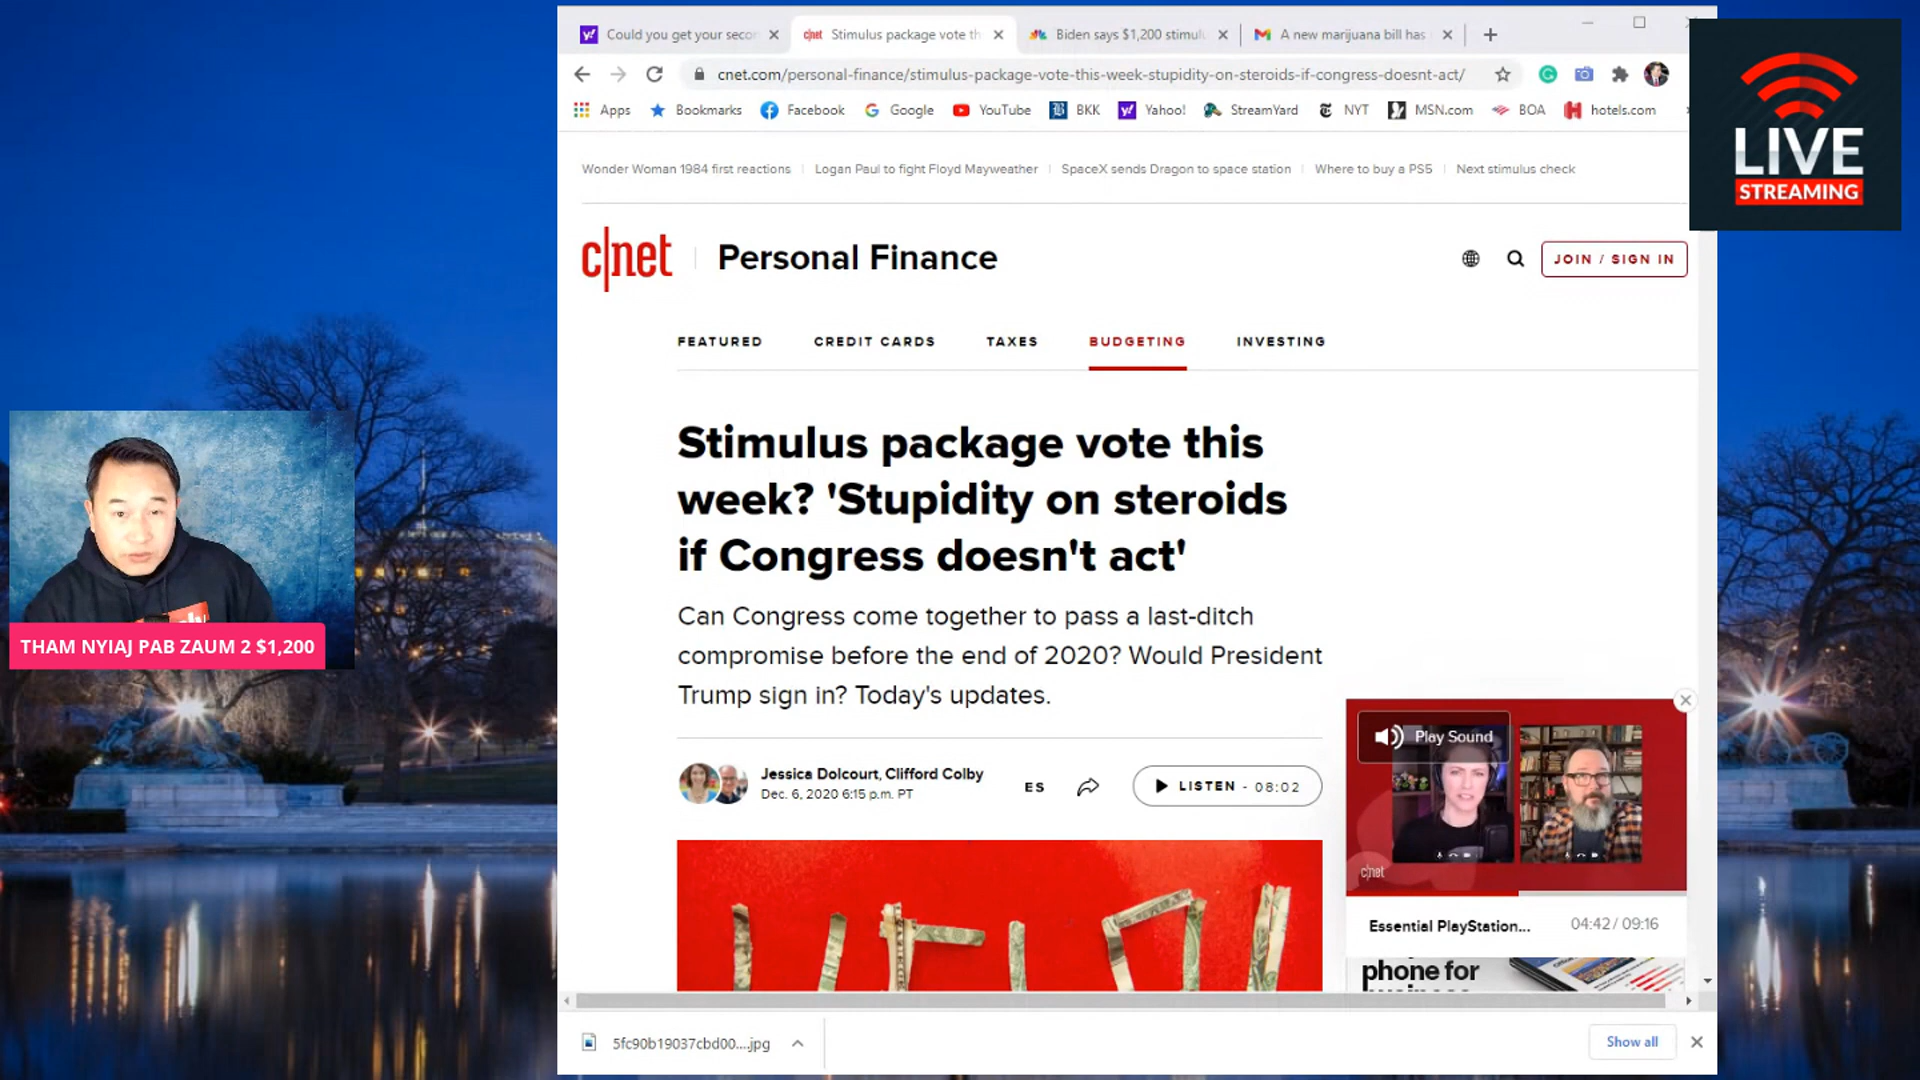 Could you get your seco
Stimulus package vote th
Biden says $1,200 stimul
A new marijuana bill has
cnet.com/personal-finance/stimulus-package-vote-this-week-stupidity-on-steroids-if-congress-doesnt-act/
Apps
Bookmarks
Facebook
Google
YouTube
BKK
Yahoo!
StreamYard
NYT
MSN.com
BOA
hotels.com
LIVE
STREAMING
Wonder Woman 1984 first reactions
Logan Paul to fight Floyd Mayweather
SpaceX sends Dragon to space station
Where to buy a PS5
Next stimulus check
c|net
Personal Finance
JOIN / SIGN IN
FEATURED
CREDIT CARDS
TAXES
BUDGETING
INVESTING
Stimulus package vote this
week? 'Stupidity on steroids
if Congress doesn't act'
Can Congress come together to pass a last-ditch
compromise before the end of 2020? Would President
Trump sign in? Today's updates.
THAM NYIAJ PAB ZAUM 2 $1,200
Jessica Dolcourt, Clifford Colby
Dec. 6, 2020 6:15 p.m. PT
ES
LISTEN - 08:02
Play Sound
c|net
Essential PlayStation...
04:42 / 09:16
phone for
5fc90b19037cbd00....jpg
Show all